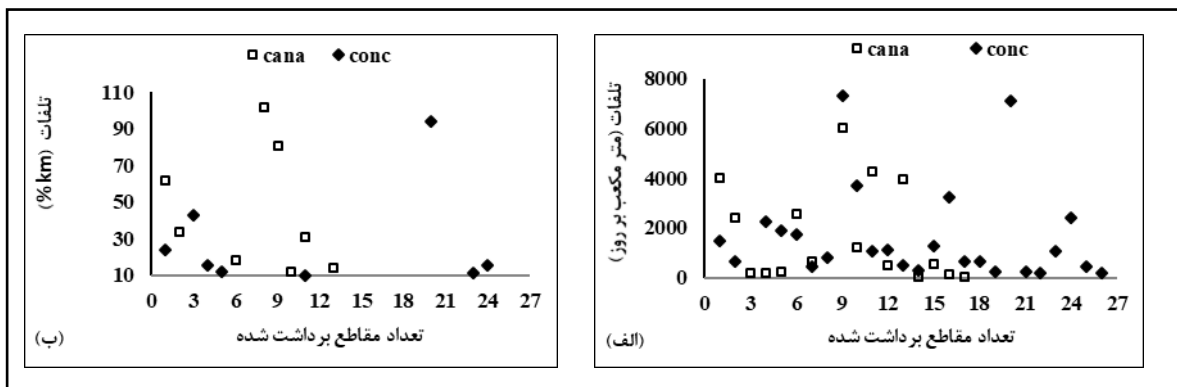 cana conc
تلفات (متر مکعب بر روز)
8000
6000
4000
2000
0
0 3 6 9 12 15 18 21 24 27
تعداد مقاطع برداشت شده
(الف)
cana conc
تلفات (%km)
110
90
70
50
30
10
0 3 6 9 12 15 18 21 24 27
تعداد مقاطع برداشت شده
(ب)